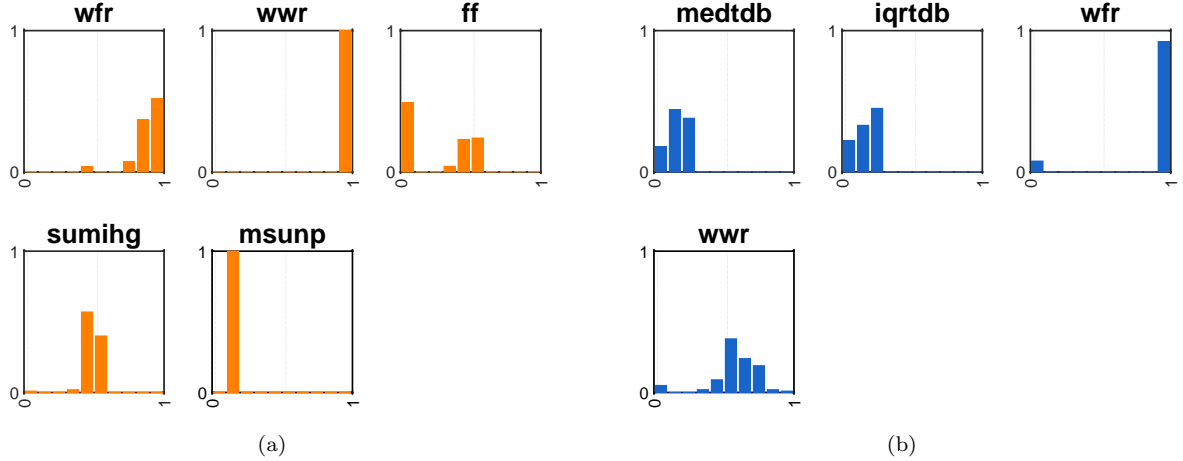 wfr wwr ff medtdb iqrtdb wfr
1 1 1 1 1 1
0 0 0 0 0 0
0 1 0 1 0 1 0 1 0 1 0 1
sumihg msunp wwr
1 1 1
0 0 0
0 1 0 1 0 1
(a) (b)